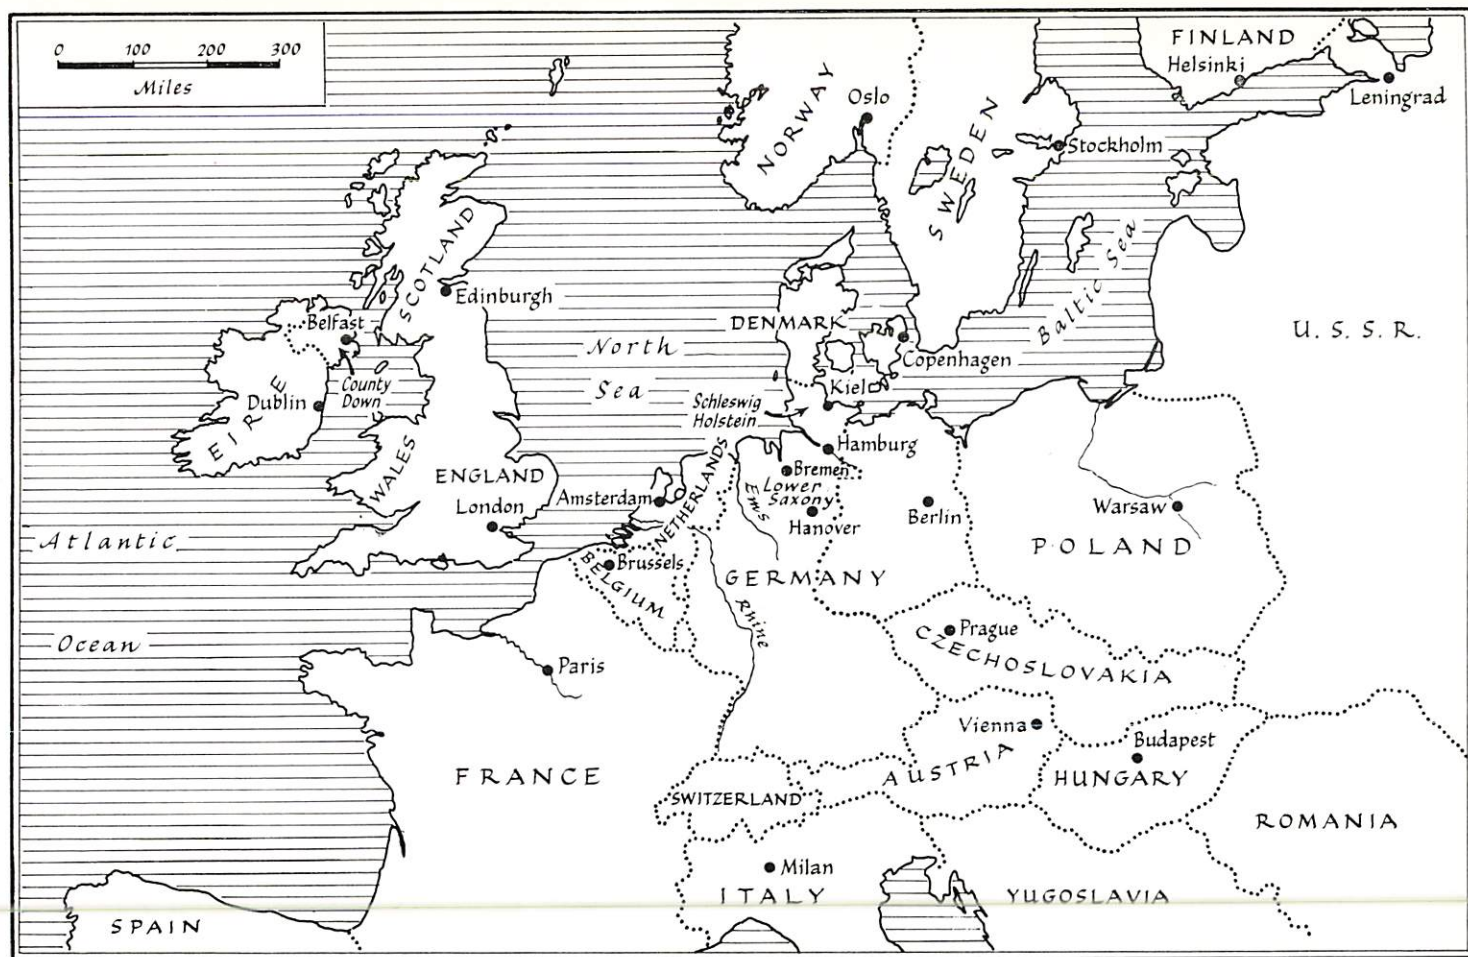 0 100 200 300
Miles
FINLAND
Helsinki
Leningrad
NORWAY
Oslo
SWEDEN
Stockholm
SCOTLAND
Edinburgh
Baltic Sea
Belfast
DENMARK
Copenhagen
U. S. S. R.
North
Sea
County
Down
EIRE
Dublin
Kiel
Schleswig
Holstein
Hamburg
WALES
ENGLAND
London
Amsterdam
NETHERLANDS
Ems
Bremen
Lower
Saxony
Hanover
Berlin
Warsaw
POLAND
Atlantic
Ocean
Brussels
BELGIUM
GERMANY
Rhine
Prague
CZECHOSLOVAKIA
Paris
Vienna
AUSTRIA
Budapest
HUNGARY
FRANCE
SWITZERLAND
ROMANIA
Milan
ITALY
YUGOSLAVIA
SPAIN